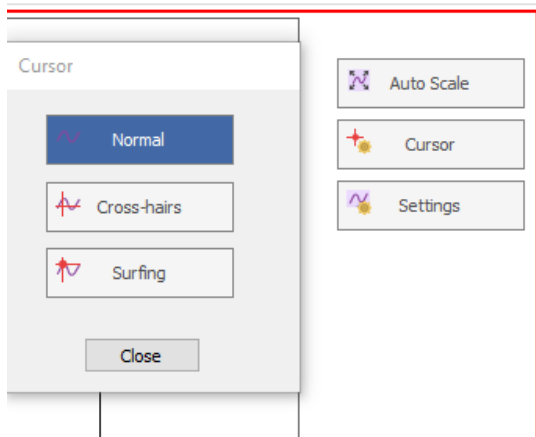 Cursor
Normal
Cross-hairs
Surfing
Close
Auto Scale
Cursor
Settings